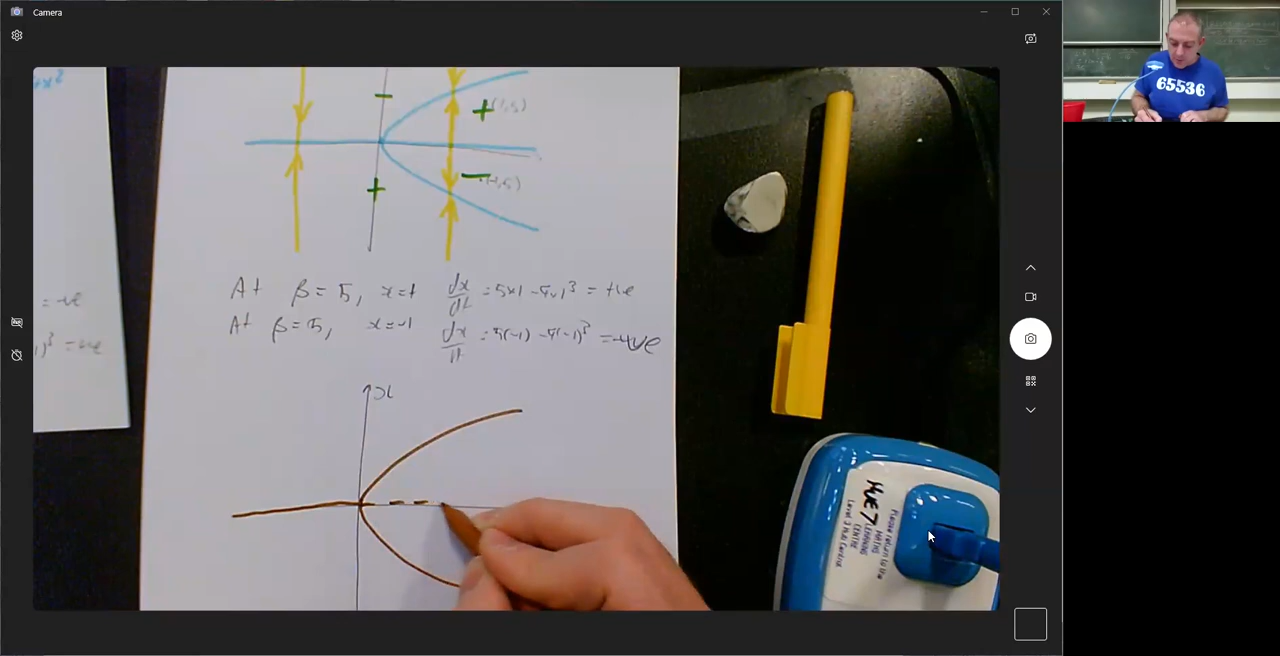 Camera
65536
+x²
+ (1,5)
- (-1,5)
+
At β = 5, x=1 dx/dt = 5×1 - 5×1³ = +ve
At β = 5, x=-1 dx/dt = 5(-1) - 5(-1)³ = -ve
= -ve
)³ = -ve
x
HUE 7
Please return to the
MATHS
LEARNING
CENTRE
Level 3 Hub Central